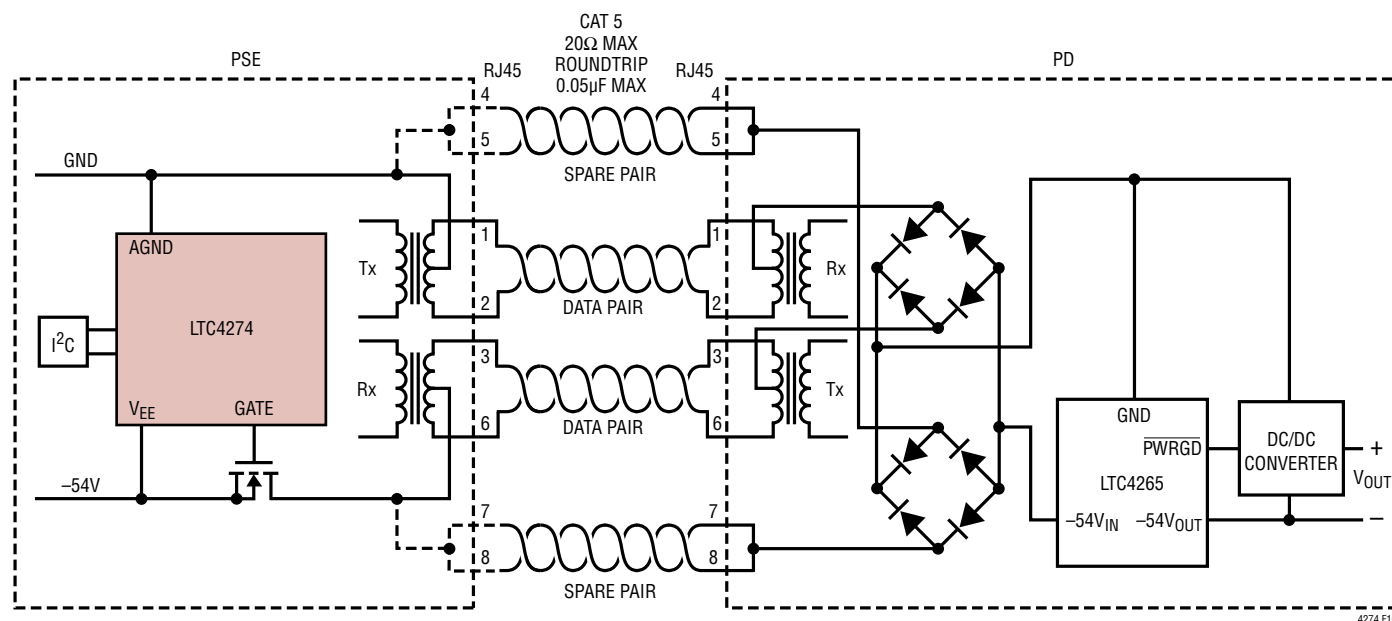 CAT 5
20Ω MAX
ROUNDTRIP
0.05μF MAX
PSE
RJ45
RJ45
PD
4
5
4
5
SPARE PAIR
GND
AGND
LTC4274
I²C
VEE
GATE
–54V
Tx
1
2
DATA PAIR
1
2
Rx
Rx
3
6
DATA PAIR
3
6
Tx
7
8
SPARE PAIR
7
8
GND
PWRGD
LTC4265
–54VIN
–54VOUT
DC/DC
CONVERTER
+
VOUT
–